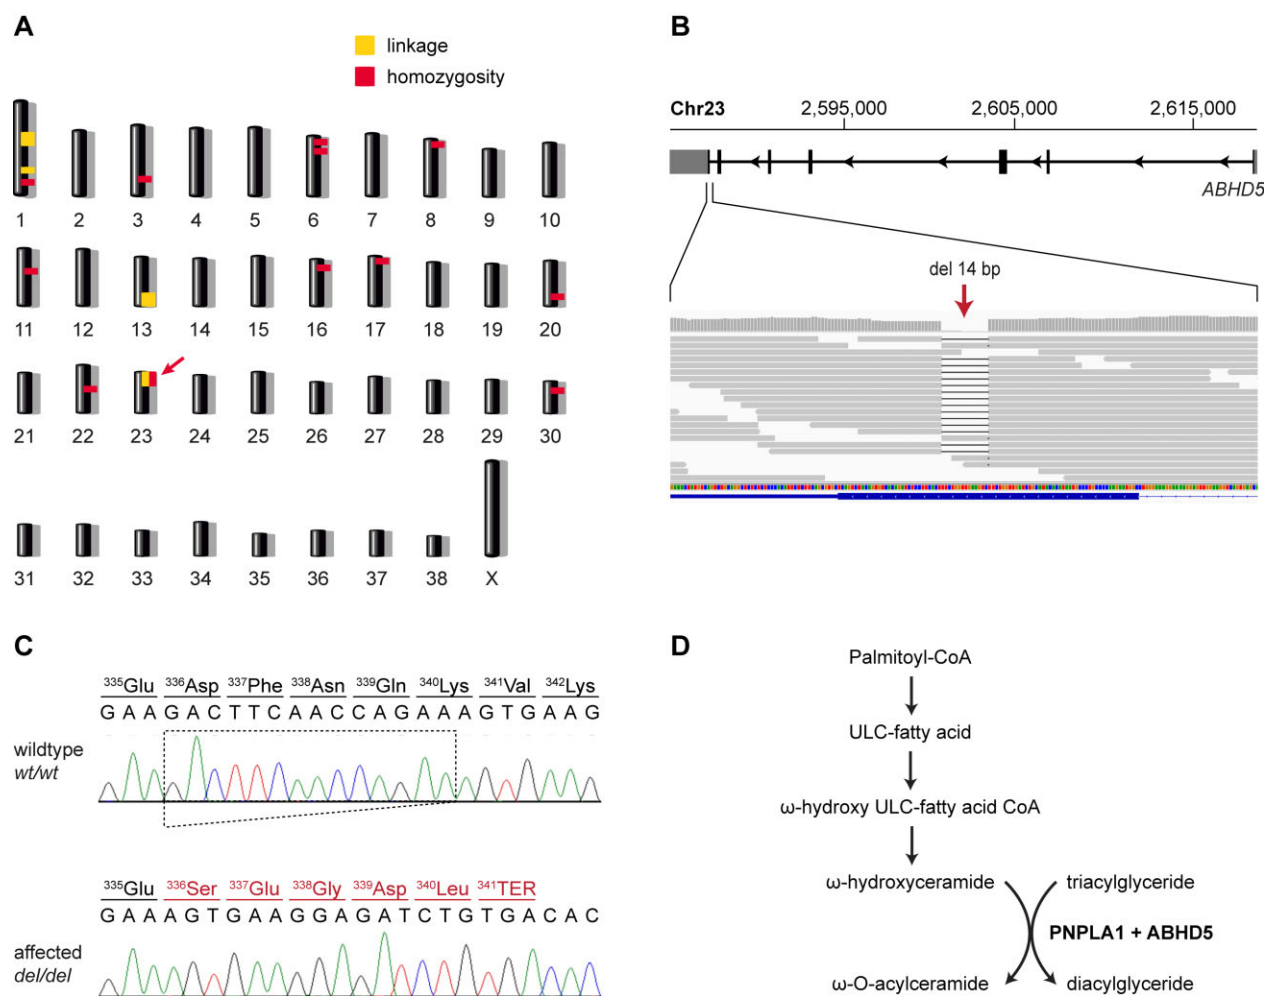 A
linkage
homozygosity
1 2 3 4 5 6 7 8 9 10
11 12 13 14 15 16 17 18 19 20
21 22 23 24 25 26 27 28 29 30
31 32 33 34 35 36 37 38 X
B
Chr23 2,595,000 2,605,000 2,615,000
ABHD5
del 14 bp
C
³³⁵Glu ³³⁶Asp ³³⁷Phe ³³⁸Asn ³³⁹Gln ³⁴⁰Lys ³⁴¹Val ³⁴²Lys
G A A G A C T T C A A C C A G A A A G T G A A G
wildtype
wt/wt
³³⁵Glu ³³⁶Ser ³³⁷Glu ³³⁸Gly ³³⁹Asp ³⁴⁰Leu ³⁴¹TER
G A A A G T G A A G G A G A T C T G T G A C A C
affected
del/del
D
Palmitoyl-CoA
ULC-fatty acid
ω-hydroxy ULC-fatty acid CoA
ω-hydroxyceramide triacylglyceride
PNPLA1 + ABHD5
ω-O-acylceramide diacylglyceride